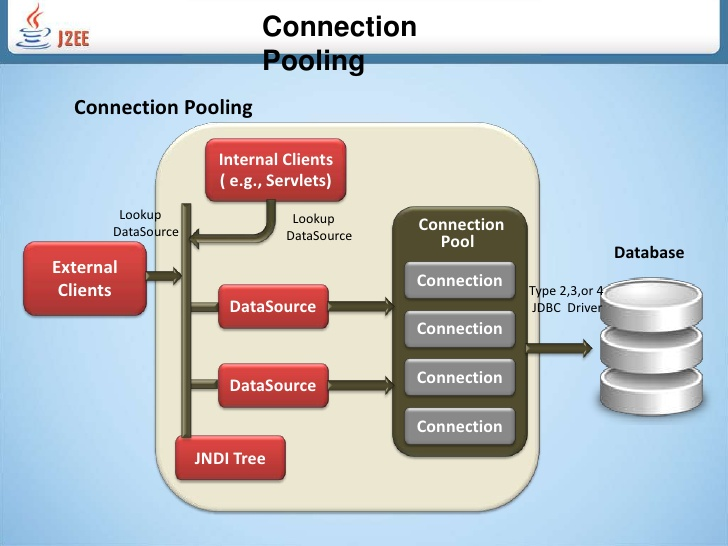 J2EE
Connection
Pooling
Connection Pooling
Internal Clients
( e.g., Servlets)
Lookup
DataSource
Lookup
DataSource
Connection
Pool
Database
External
Clients
Connection
Type 2,3,or 4
JDBC Driver
DataSource
Connection
DataSource
Connection
Connection
JNDI Tree